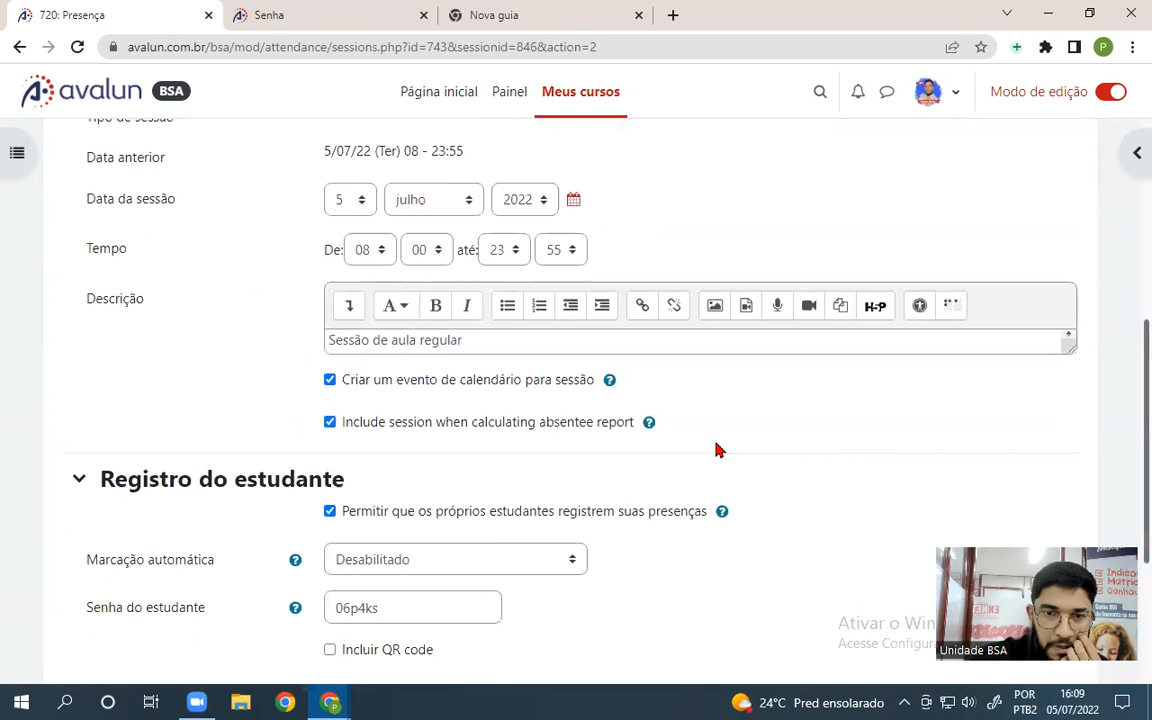 720: Presença
Senha
Nova guia
avalun.com.br/bsa/mod/attendance/sessions.php?id=743&sessionid=846&action=2
P
avalun BSA
Página inicial
Painel
Meus cursos
Modo de edição
Tipo de sessão
Data anterior
5/07/22 (Ter) 08 - 23:55
Data da sessão
5
julho
2022
Tempo
De: 08 00 até: 23 55
Descrição
A B I
H-P
Sessão de aula regular
Criar um evento de calendário para sessão
Include session when calculating absentee report
Registro do estudante
Permitir que os próprios estudantes registrem suas presenças
Marcação automática
Desabilitado
Senha do estudante
06p4ks
Incluir QR code
Ativar o Win
Acesse Configura
Indico
Matric
Ganhou
Unidade BSA
24°C Pred ensolarado
POR
PTB2
16:09
05/07/2022